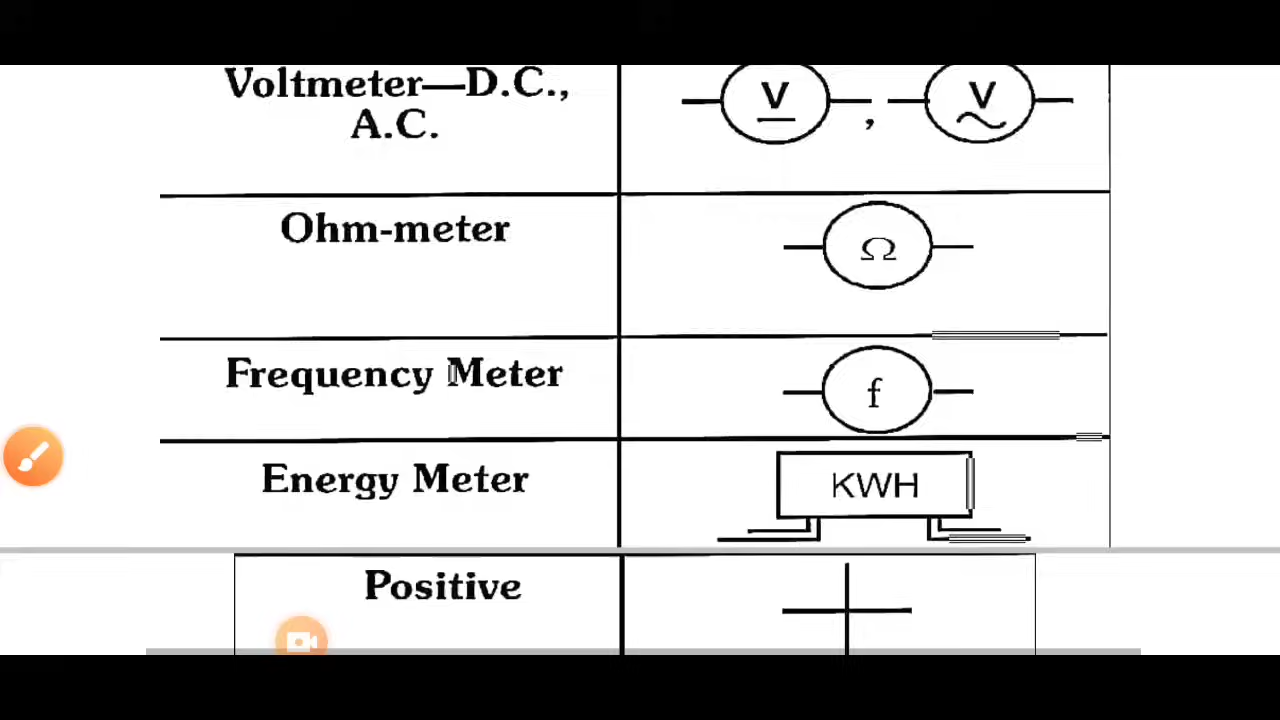 Voltmeter—D.C.,
A.C.
V , V
Ohm-meter
Ω
Frequency Meter
f
Energy Meter
KWH
Positive